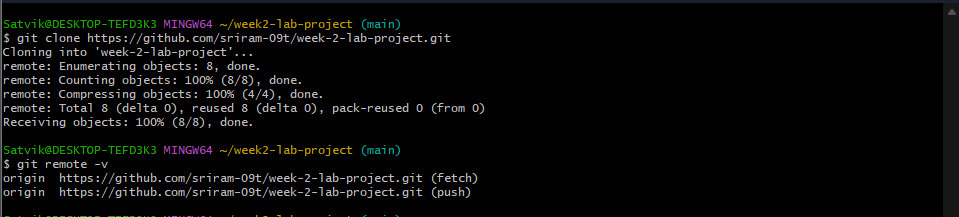 Satvik@DESKTOP-TEFD3K3 MINGW64 ~/week2-lab-project (main)
$ git clone https://github.com/sriram-09t/week-2-lab-project.git
Cloning into 'week-2-lab-project'...
remote: Enumerating objects: 8, done.
remote: Counting objects: 100% (8/8), done.
remote: Compressing objects: 100% (4/4), done.
remote: Total 8 (delta 0), reused 8 (delta 0), pack-reused 0 (from 0)
Receiving objects: 100% (8/8), done.
Satvik@DESKTOP-TEFD3K3 MINGW64 ~/week2-lab-project (main)
$ git remote -v
origin  https://github.com/sriram-09t/week-2-lab-project.git (fetch)
origin  https://github.com/sriram-09t/week-2-lab-project.git (push)